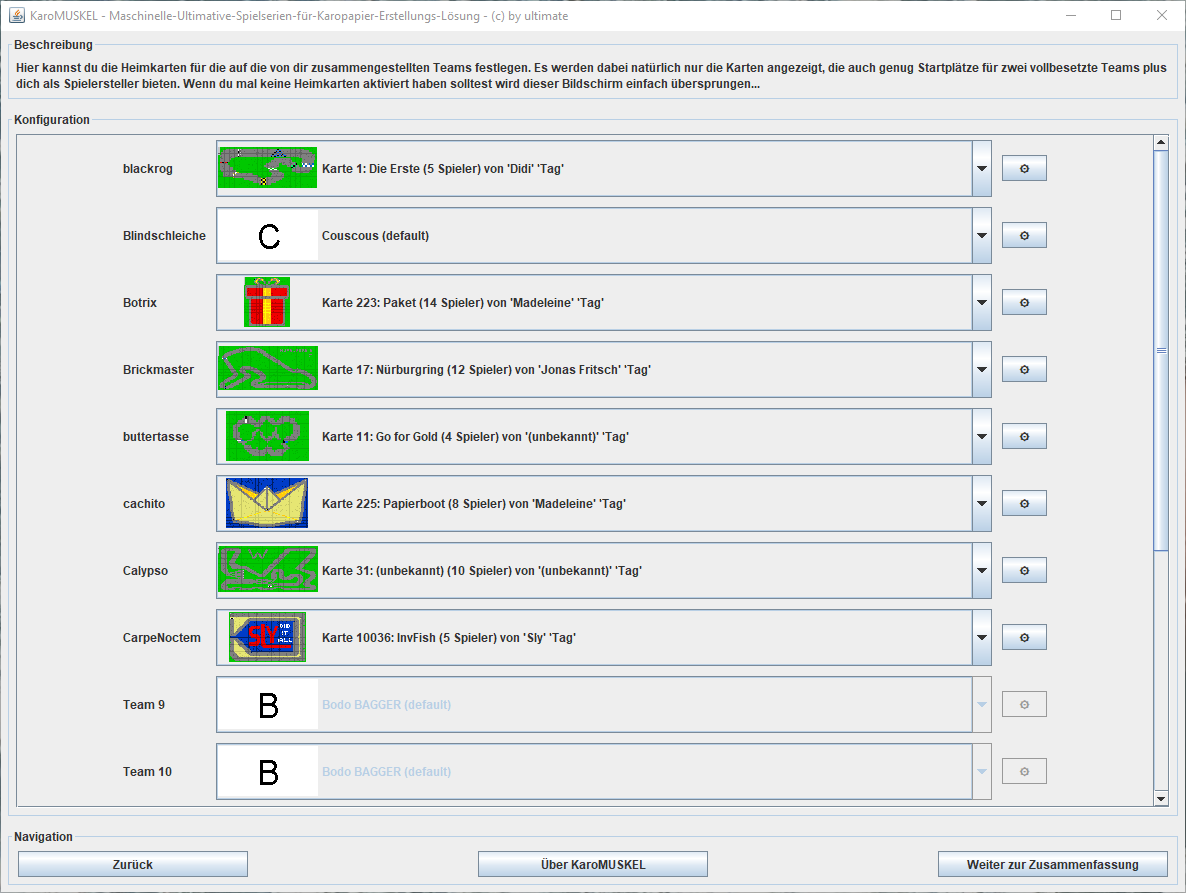 KaroMUSKEL - Maschinelle-Ultimative-Spielserien-für-Karopapier-Erstellungs-Lösung - (c) by ultimate
Beschreibung
Hier kannst du die Heimkarten für die auf die von dir zusammengestellten Teams festlegen. Es werden dabei natürlich nur die Karten angezeigt, die auch genug Startplätze für zwei vollbesetzte Teams plus
dich als Spielersteller bieten. Wenn du mal keine Heimkarten aktiviert haben solltest wird dieser Bildschirm einfach übersprungen...
Konfiguration
blackrog Karte 1: Die Erste (5 Spieler) von 'Didi' 'Tag'
Blindschleiche C Couscous (default)
Botrix Karte 223: Paket (14 Spieler) von 'Madeleine' 'Tag'
Brickmaster Karte 17: Nürburgring (12 Spieler) von 'Jonas Fritsch' 'Tag'
buttertasse Karte 11: Go for Gold (4 Spieler) von '(unbekannt)' 'Tag'
cachito Karte 225: Papierboot (8 Spieler) von 'Madeleine' 'Tag'
Calypso Karte 31: (unbekannt) (10 Spieler) von '(unbekannt)' 'Tag'
CarpeNoctem SLY DID IT ALL Karte 10036: InvFish (5 Spieler) von 'Sly' 'Tag'
Team 9 B Bodo BAGGER (default)
Team 10 B Bodo BAGGER (default)
Navigation
Zurück Über KaroMUSKEL Weiter zur Zusammenfassung